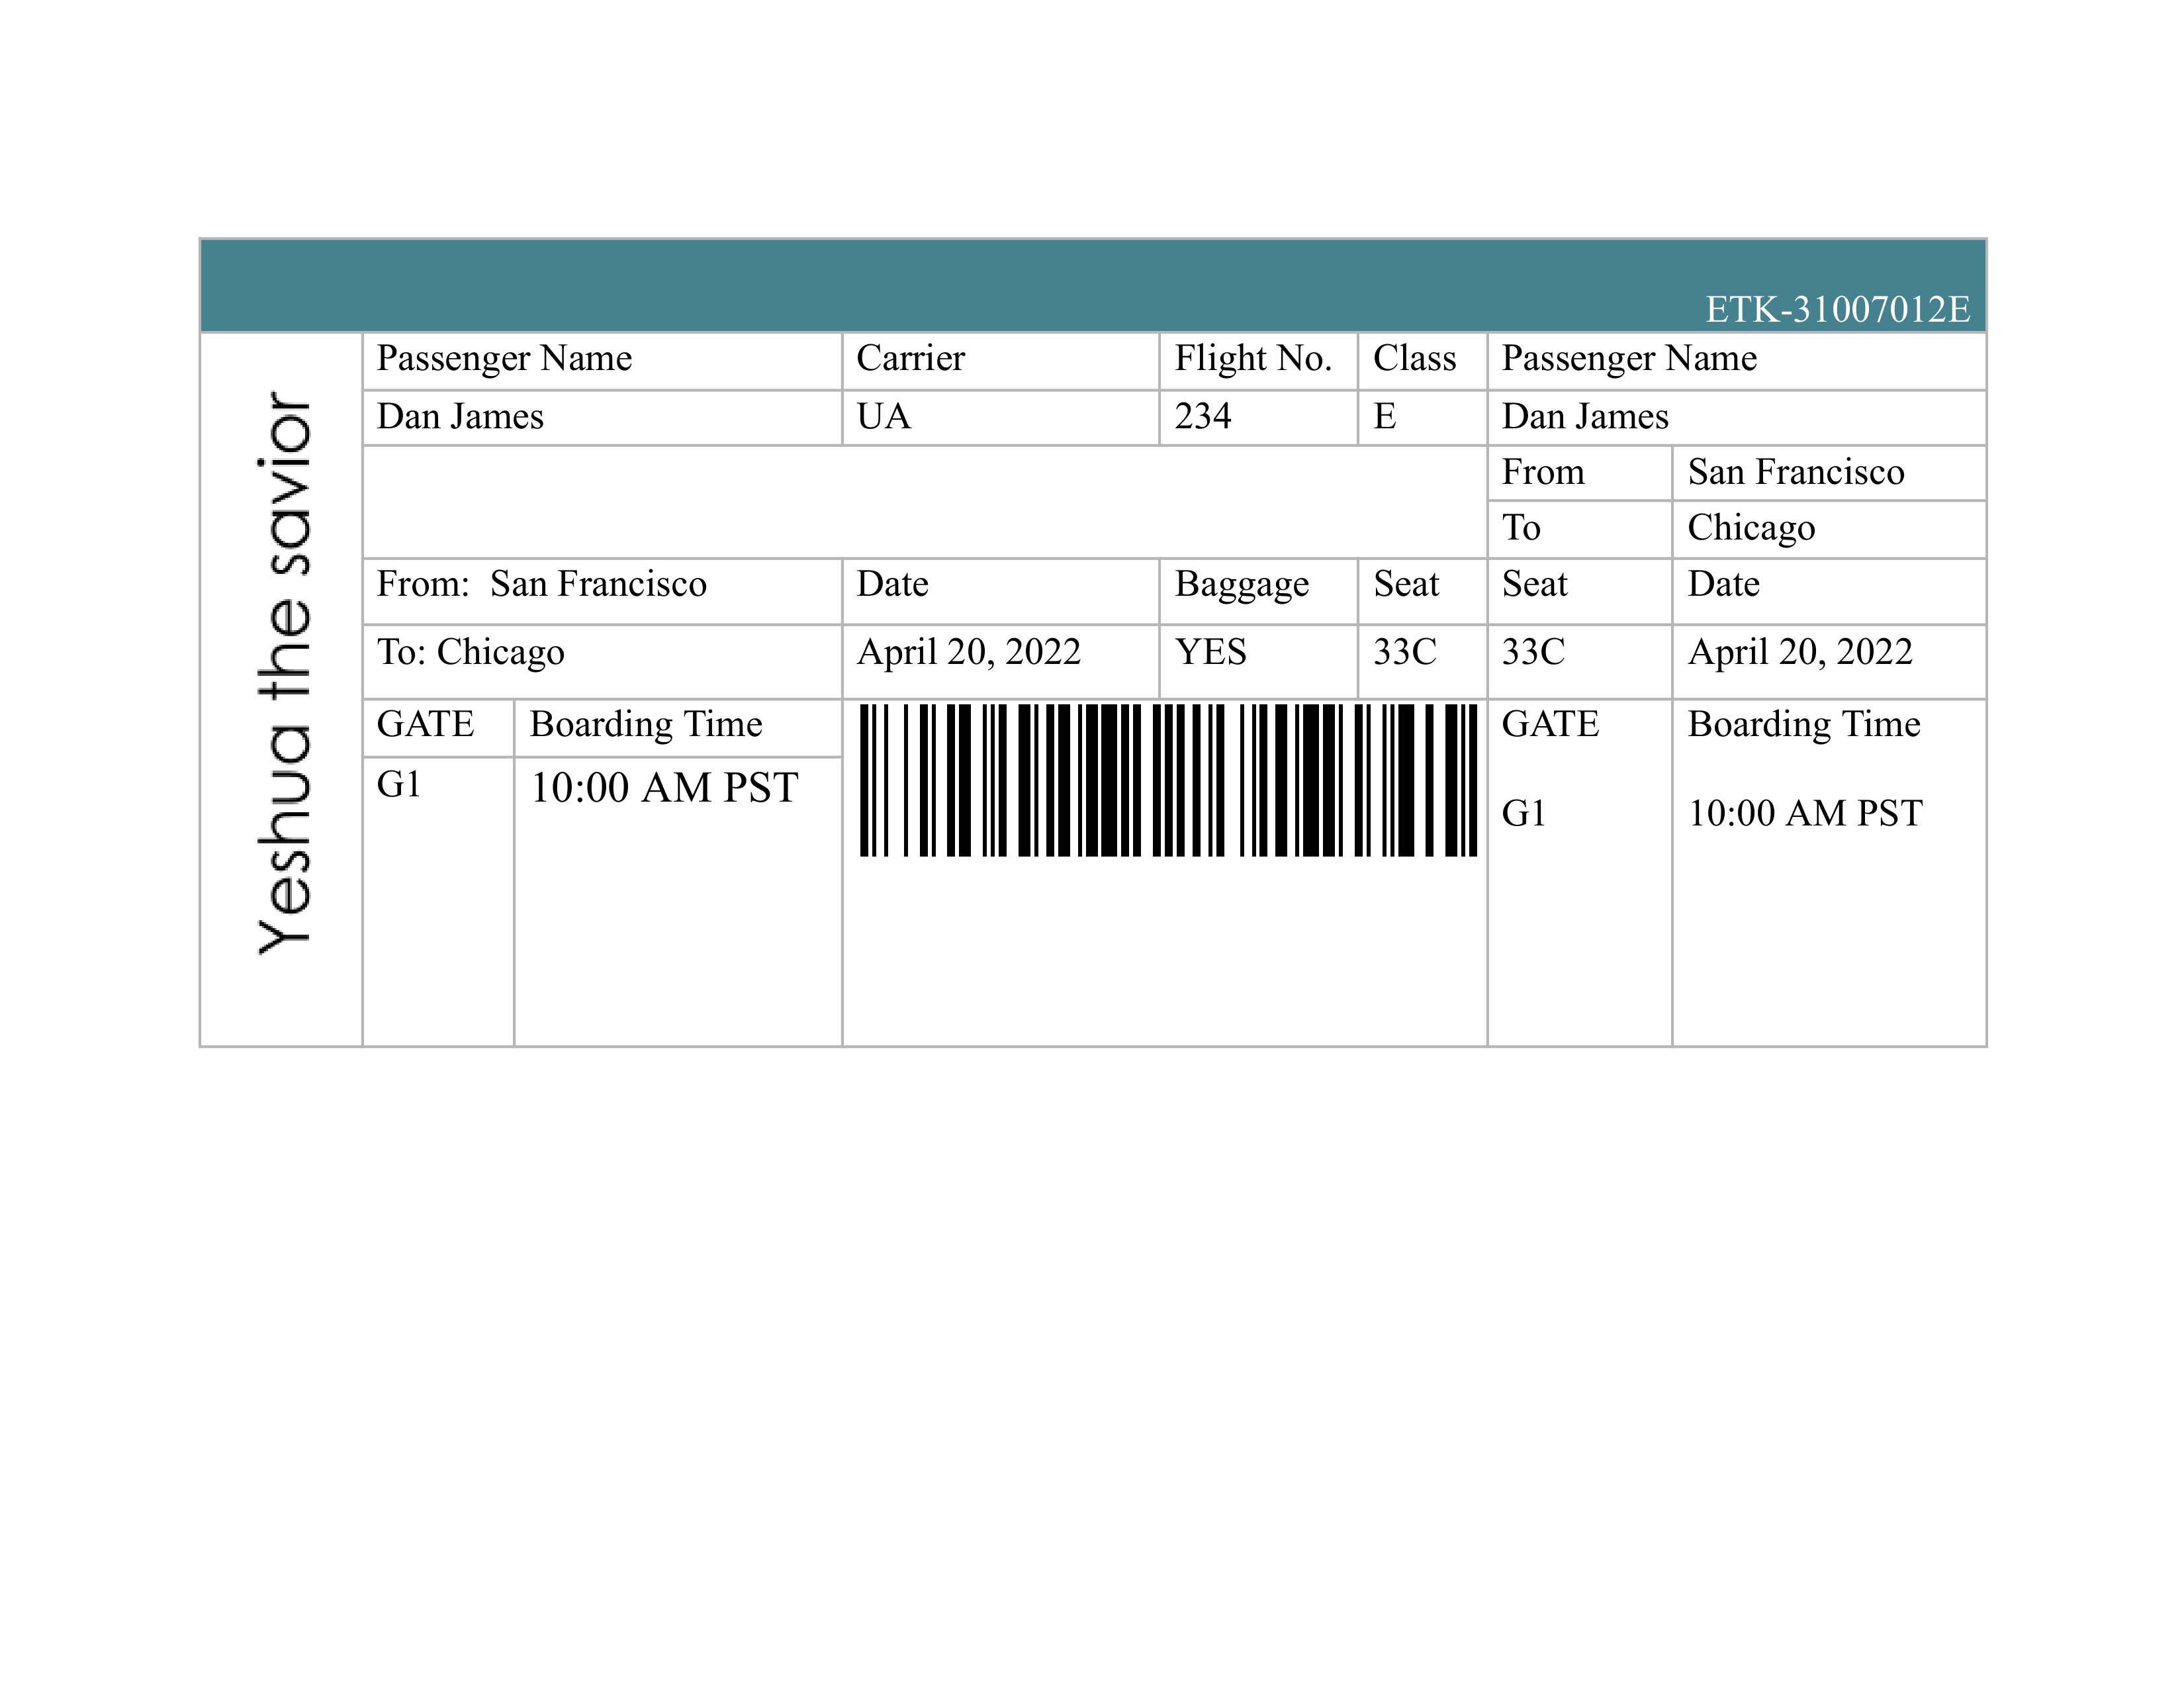 ETK-31007012E
Yeshua the savior
Passenger Name Carrier Flight No. Class Passenger Name
Dan James UA 234 E Dan James
From San Francisco
To Chicago
From: San Francisco Date Baggage Seat Seat Date
To: Chicago April 20, 2022 YES 33C 33C April 20, 2022
GATE Boarding Time GATE Boarding Time
G1 10:00 AM PST G1 10:00 AM PST